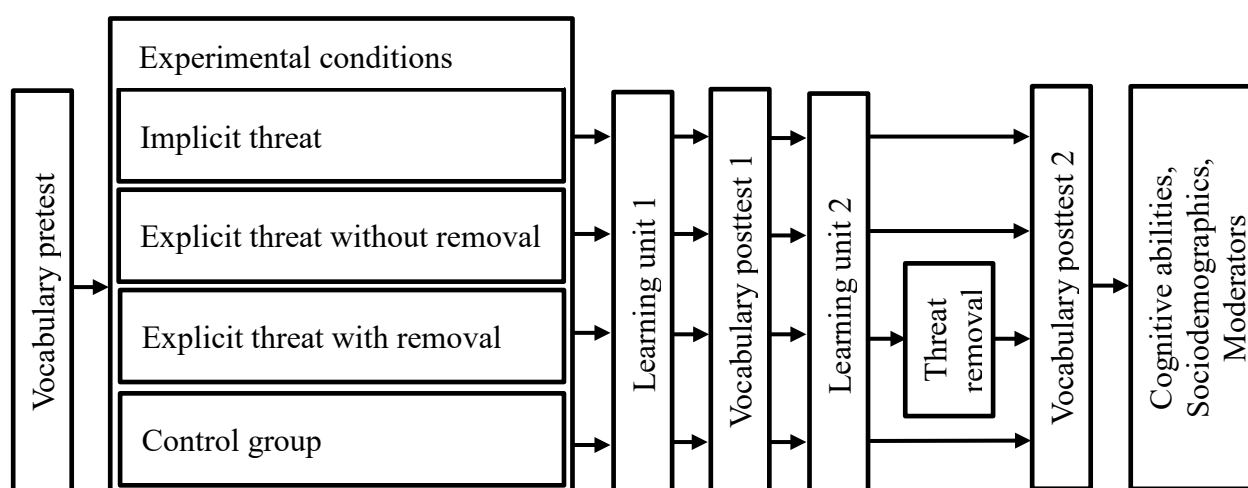 Vocabulary pretest
Experimental conditions
Implicit threat
Explicit threat without removal
Explicit threat with removal
Control group
Learning unit 1
Vocabulary posttest 1
Learning unit 2
Threat
removal
Vocabulary posttest 2
Cognitive abilities,
Sociodemographics,
Moderators